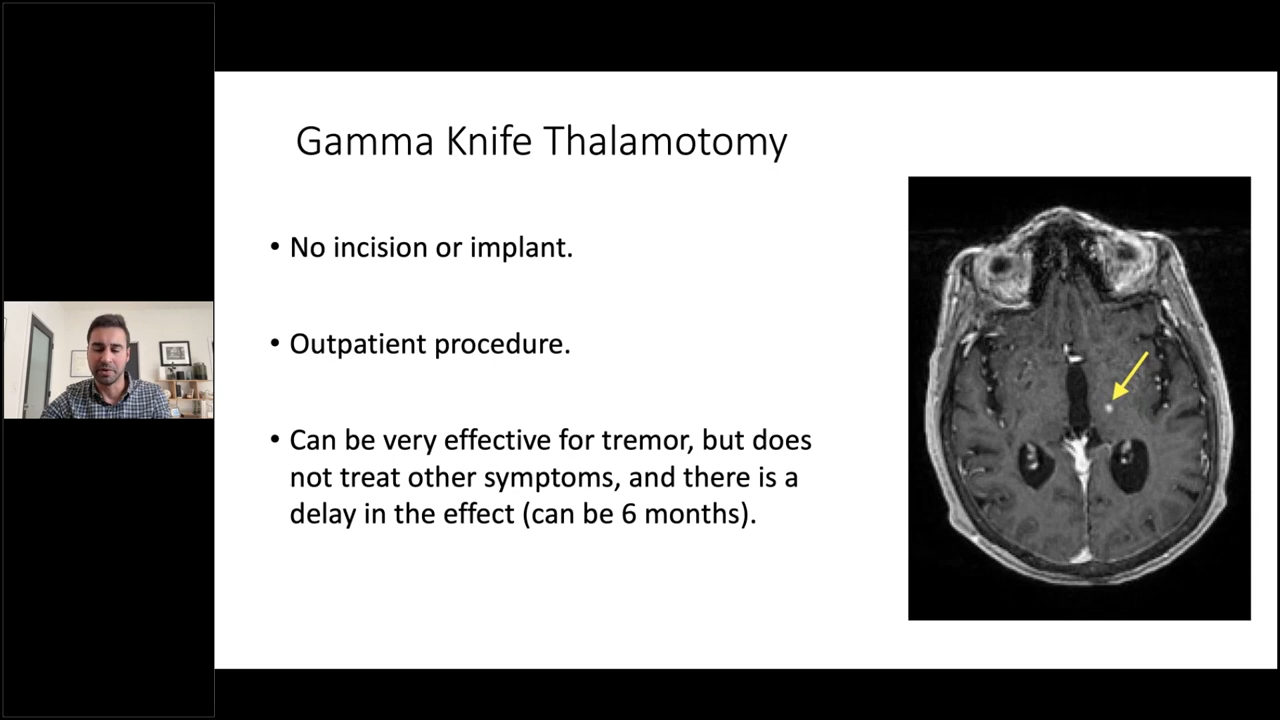 Gamma Knife Thalamotomy
• No incision or implant.
• Outpatient procedure.
• Can be very effective for tremor, but does
not treat other symptoms, and there is a
delay in the effect (can be 6 months).